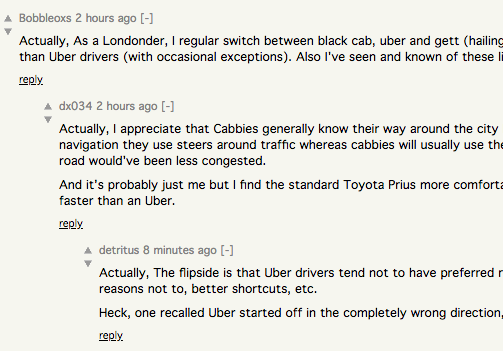 Bobbleoxs 2 hours ago [-]
Actually, As a Londonder, I regular switch between black cab, uber and gett (hailing
than Uber drivers (with occasional exceptions). Also I've seen and known of these li
reply
dx034 2 hours ago [-]
Actually, I appreciate that Cabbies generally know their way around the city
navigation they use steers around traffic whereas cabbies will usually use the
road would've been less congested.
And it's probably just me but I find the standard Toyota Prius more comforta
faster than an Uber.
reply
detritus 8 minutes ago [-]
Actually, The flipside is that Uber drivers tend not to have preferred r
reasons not to, better shortcuts, etc.
Heck, one recalled Uber started off in the completely wrong direction,
reply